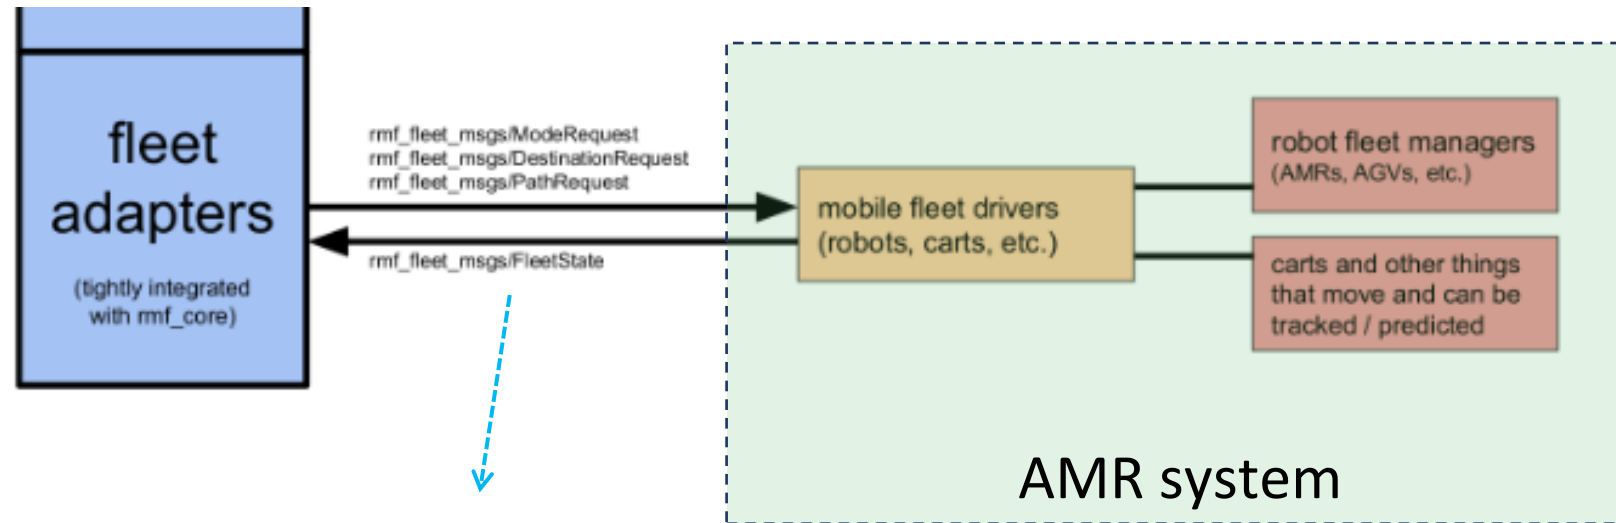 fleet
adapters
(tightly integrated
with rmf_core)
rmf_fleet_msgs/ModeRequest
rmf_fleet_msgs/DestinationRequest
rmf_fleet_msgs/PathRequest
rmf_fleet_msgs/FleetState
mobile fleet drivers
(robots, carts, etc.)
robot fleet managers
(AMRs, AGVs, etc.)
carts and other things
that move and can be
tracked / predicted
AMR system